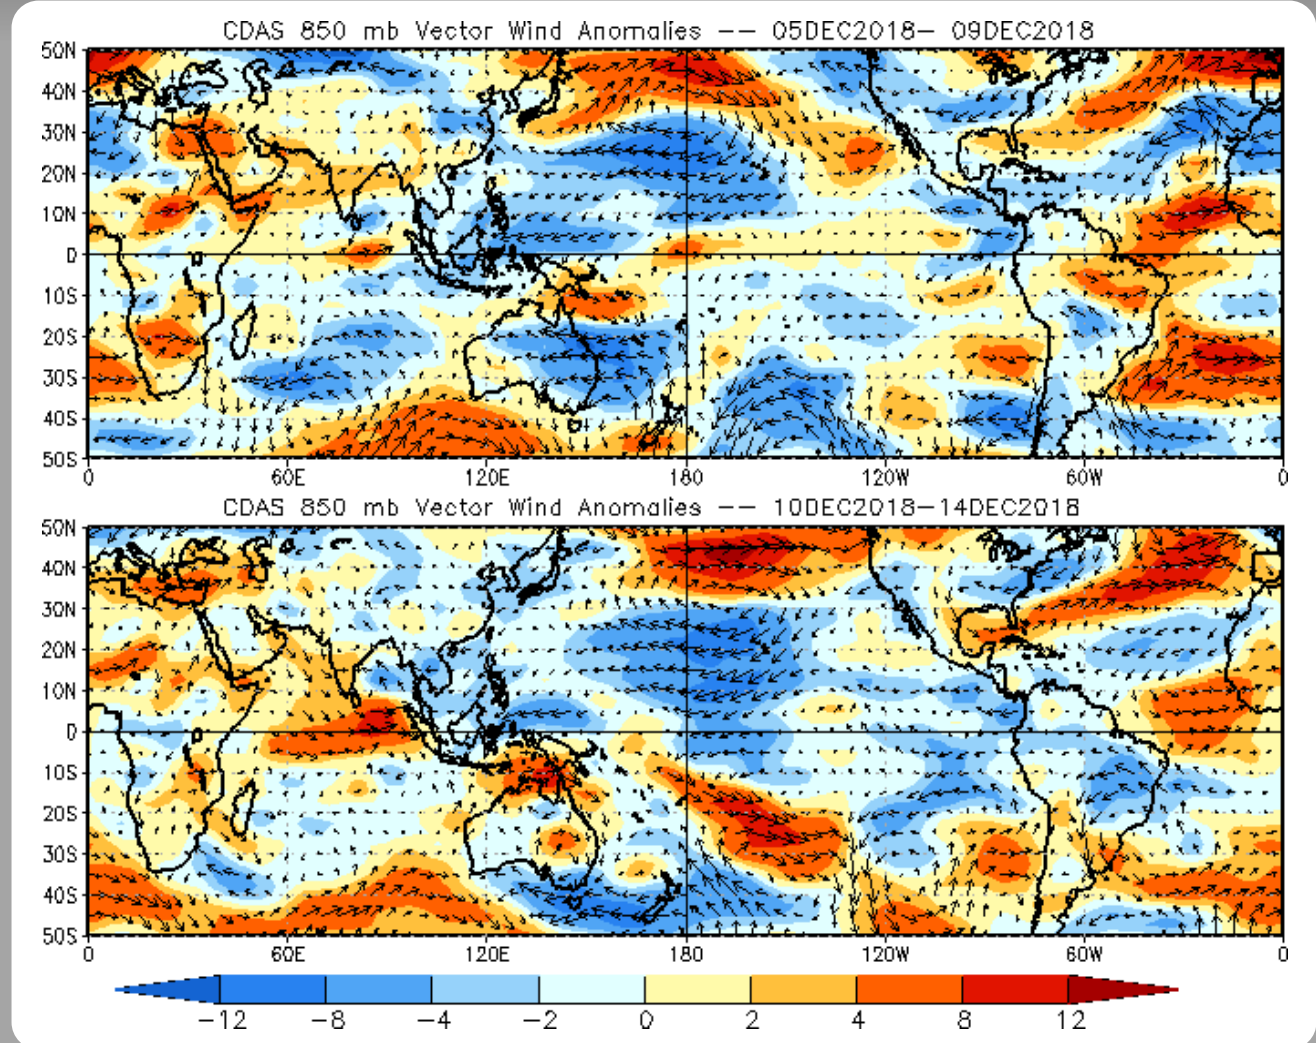 CDAS 850 mb Vector Wind Anomalies -- 05DEC2018- 09DEC2018
50N
40N
30N
20N
10N
0
10S
20S
30S
40S
50S
0 60E 120E 180 120W 60W 0
CDAS 850 mb Vector Wind Anomalies -- 10DEC2018-14DEC2018
50N
40N
30N
20N
10N
0
10S
20S
30S
40S
50S
0 60E 120E 180 120W 60W 0
-12 -8 -4 -2 0 2 4 8 12